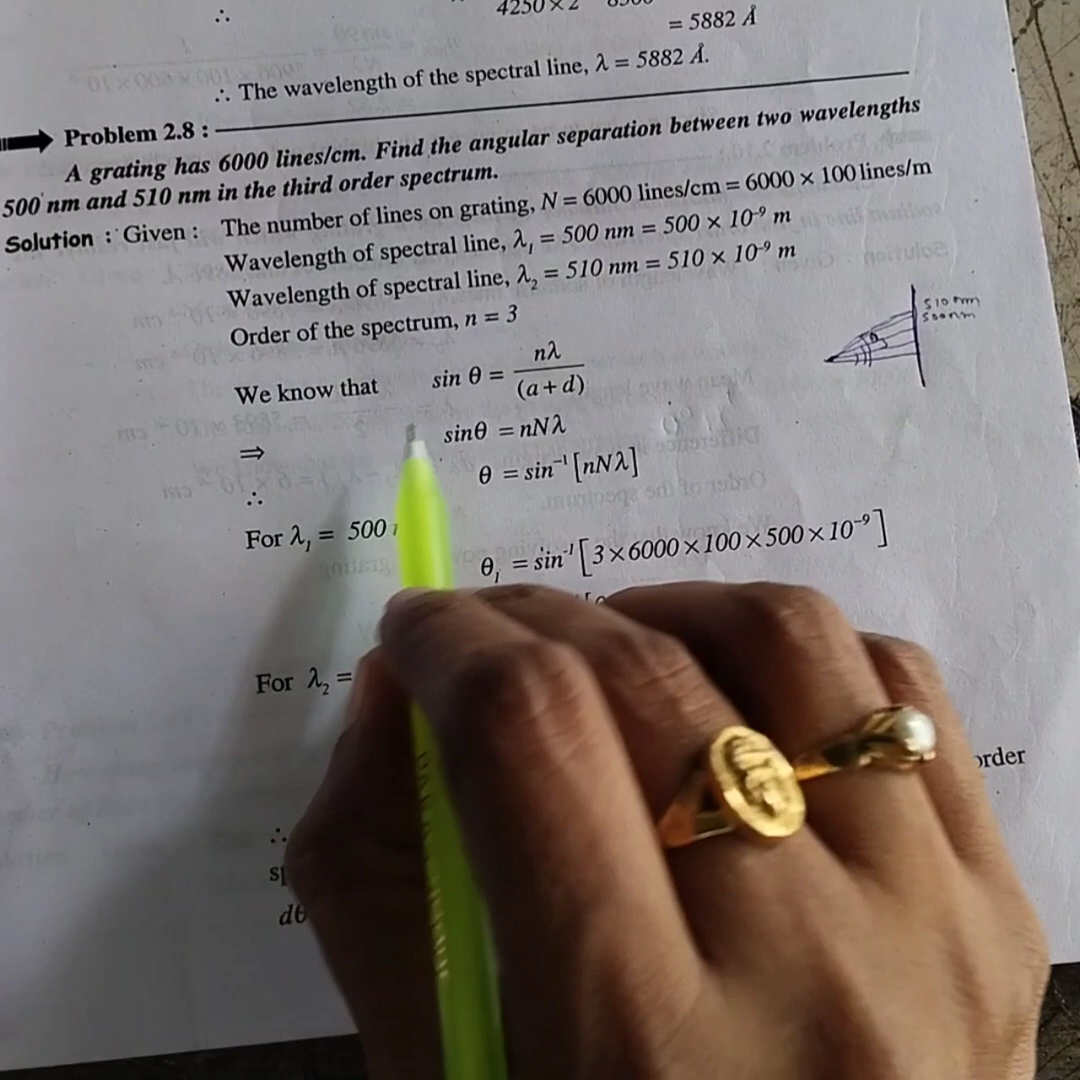 ∴
4250 × 2
= 5882 Å
∴ The wavelength of the spectral line, λ = 5882 Å.
Problem 2.8 :
A grating has 6000 lines/cm. Find the angular separation between two wavelengths
500 nm and 510 nm in the third order spectrum.
Solution : Given : The number of lines on grating, N = 6000 lines/cm = 6000 × 100 lines/m
Wavelength of spectral line, λ₁ = 500 nm = 500 × 10⁻⁹ m
Wavelength of spectral line, λ₂ = 510 nm = 510 × 10⁻⁹ m
Order of the spectrum, n = 3
510 nm
500nm
We know that sin θ = nλ / (a + d)
⇒ sinθ = nNλ
∴ θ = sin⁻¹ [nNλ]
For λ₁ = 500
θ₁ = sin⁻¹ [3 × 6000 × 100 × 500 × 10⁻⁹]
For λ₂ =
order
∴
dθ